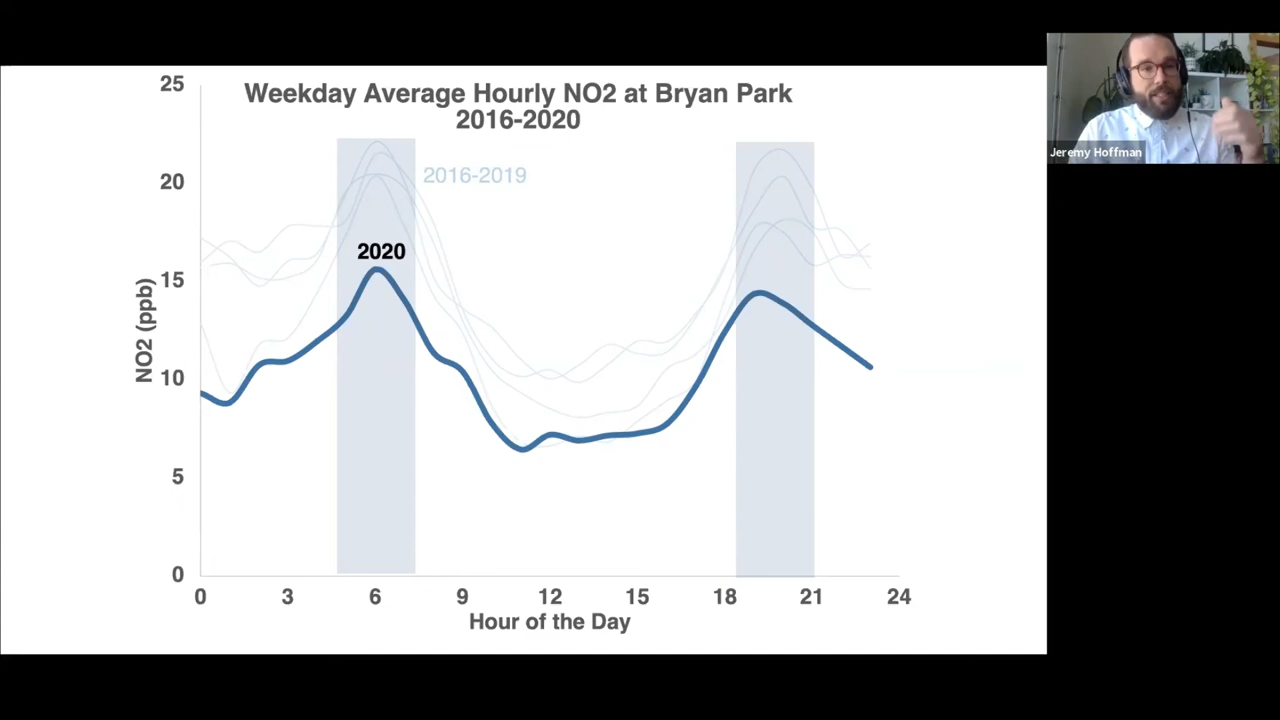 Weekday Average Hourly NO2 at Bryan Park
2016-2020
25
20
15
10
5
0
NO2 (ppb)
2016-2019
2020
0 3 6 9 12 15 18 21 24
Hour of the Day
Jeremy Hoffman